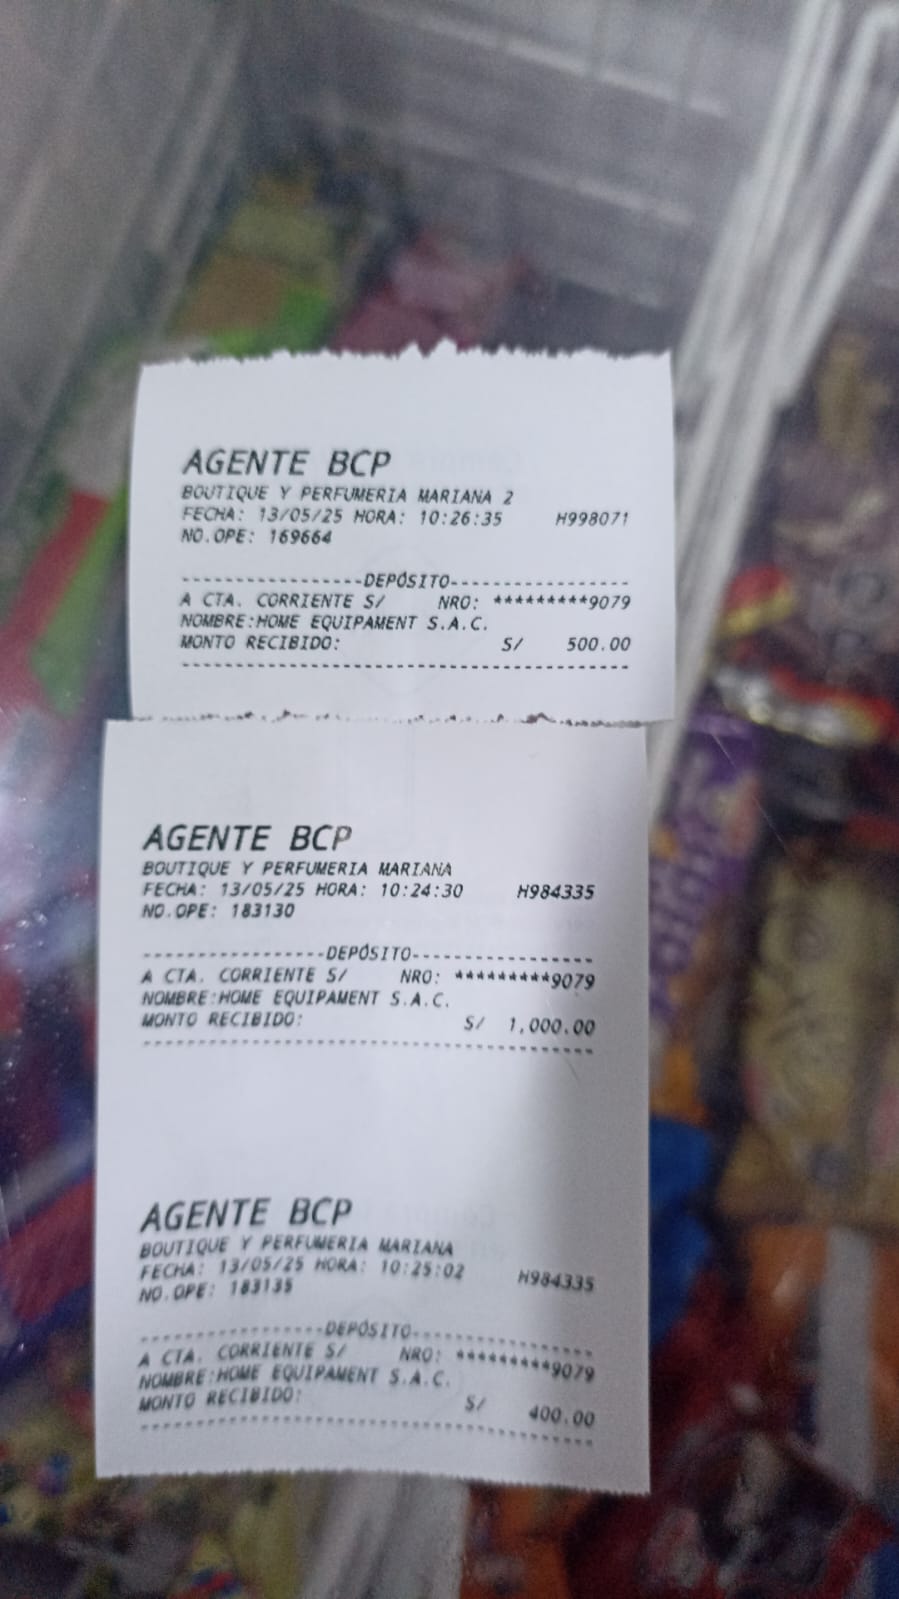 AGENTE BCP
BOUTIQUE Y PERFUMERIA MARIANA 2
FECHA: 13/05/25 HORA: 10:26:35 H998071
NO.OPE: 169664
-----------------DEPÓSITO-----------------
A CTA. CORRIENTE S/ NRO: *********9079
NOMBRE:HOME EQUIPAMENT S.A.C.
MONTO RECIBIDO: S/ 500.00
------------------------------------------
AGENTE BCP
BOUTIQUE Y PERFUMERIA MARIANA
FECHA: 13/05/25 HORA: 10:24:30 H984335
NO.OPE: 183130
-----------------DEPÓSITO-----------------
A CTA. CORRIENTE S/ NRO: *********9079
NOMBRE:HOME EQUIPAMENT S.A.C.
MONTO RECIBIDO: S/ 1,000.00
------------------------------------------
AGENTE BCP
BOUTIQUE Y PERFUMERIA MARIANA
FECHA: 13/05/25 HORA: 10:25:02 H984335
NO.OPE: 183135
-----------------DEPÓSITO-----------------
A CTA. CORRIENTE S/ NRO: *********9079
NOMBRE:HOME EQUIPAMENT S.A.C.
MONTO RECIBIDO: S/ 400.00
------------------------------------------